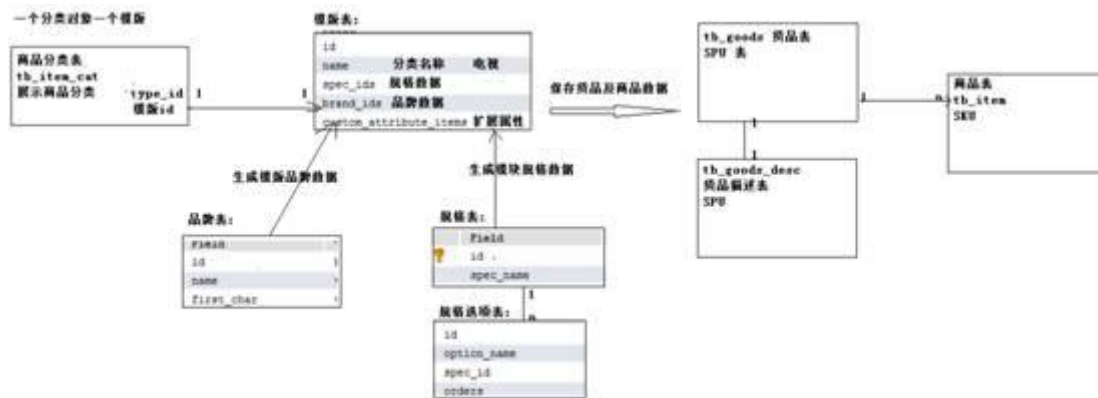 一个分类对应一个模版
商品分类表
tb_item_cat
展示商品分类
type_id
模版id
1
1
模版表:
id
name 分类名称 电视
spec_ids 规格数据
brand_ids 品牌数据
custom_attribute_items 扩展属性
保存货品及商品数据
tb_goods 货品表
SPU 表
1
n
商品表
tb_item
SKU
1
1
tb_goods_desc
货品描述表
SPU
生成模版品牌数据
生成模块规格数据
品牌表:
Field
id
name
first_char
规格表:
Field
id
spec_name
1
n
规格选项表:
id
option_name
spec_id
orders